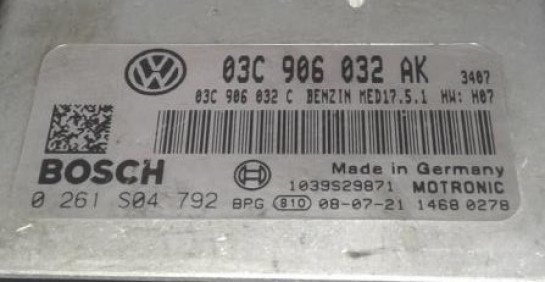 03C 906 032 AK 3407
03C 906 032 C BENZIN MED17.5.1 HW: H07
BOSCH Made in Germany
1039S29871 MOTRONIC
0 261 S04 792 BPG 810 08-07-21 1468 0278